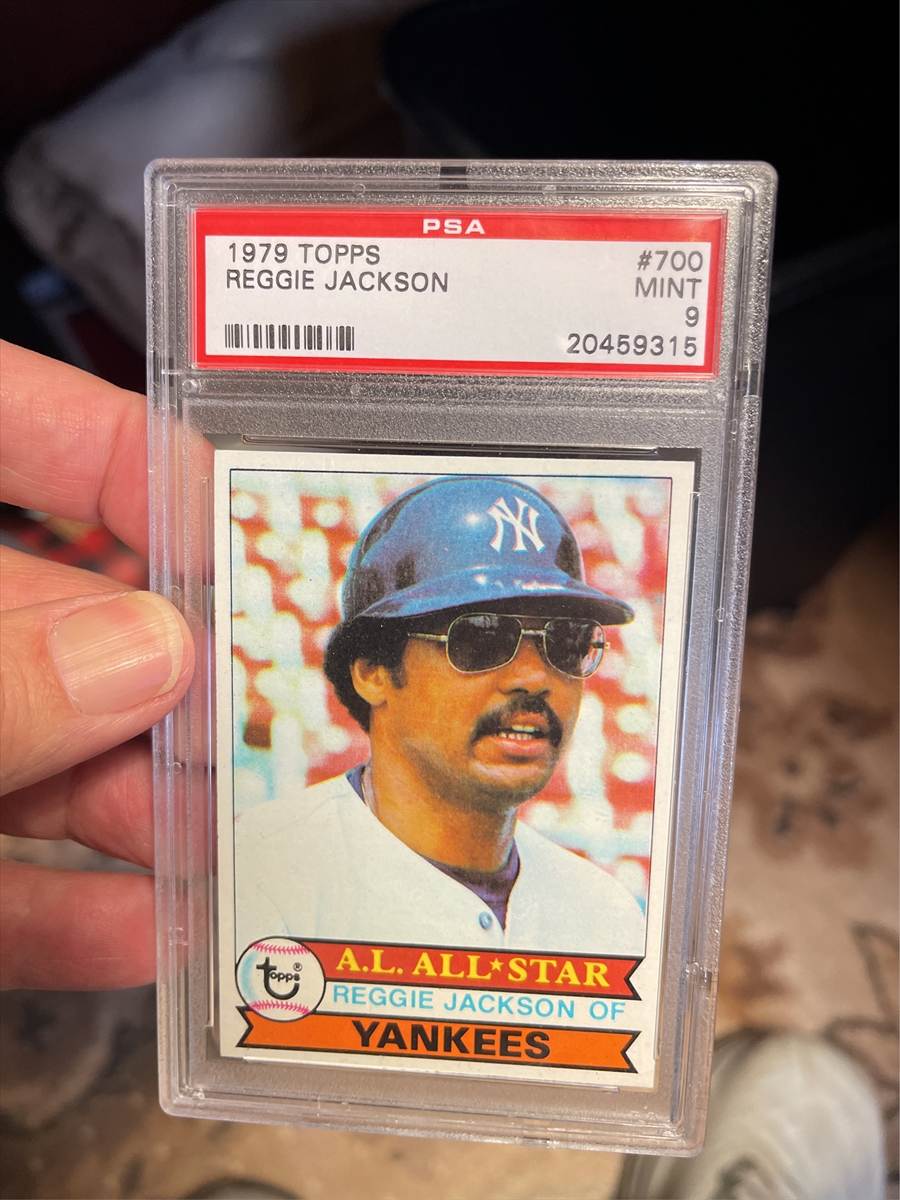 PSA
1979 TOPPS #700
REGGIE JACKSON MINT
9
20459315
NY
A.L. ALL★STAR
topps®
REGGIE JACKSON OF
YANKEES